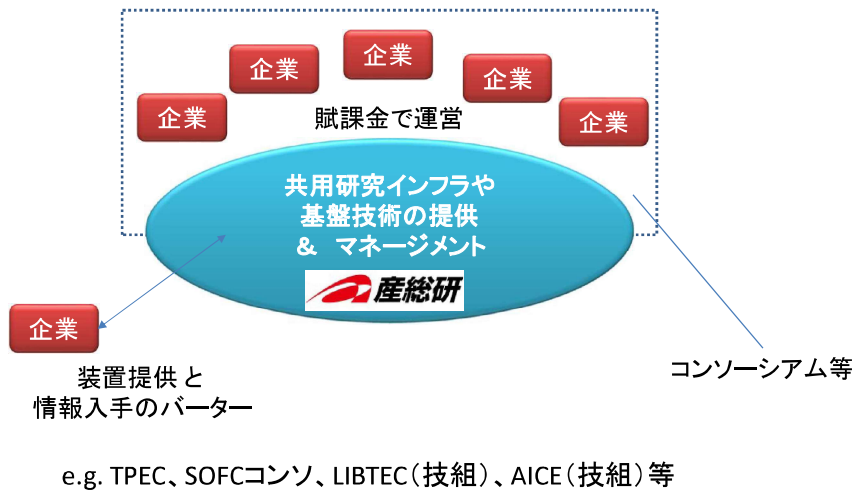 企業
企業
企業
企業
企業
賦課金で運営
共用研究インフラや
基盤技術の提供
＆　マネージメント
産総研
企業
装置提供 と
情報入手のバーター
コンソーシアム等
e.g. TPEC、SOFCコンソ、LIBTEC（技組）、AICE（技組）等